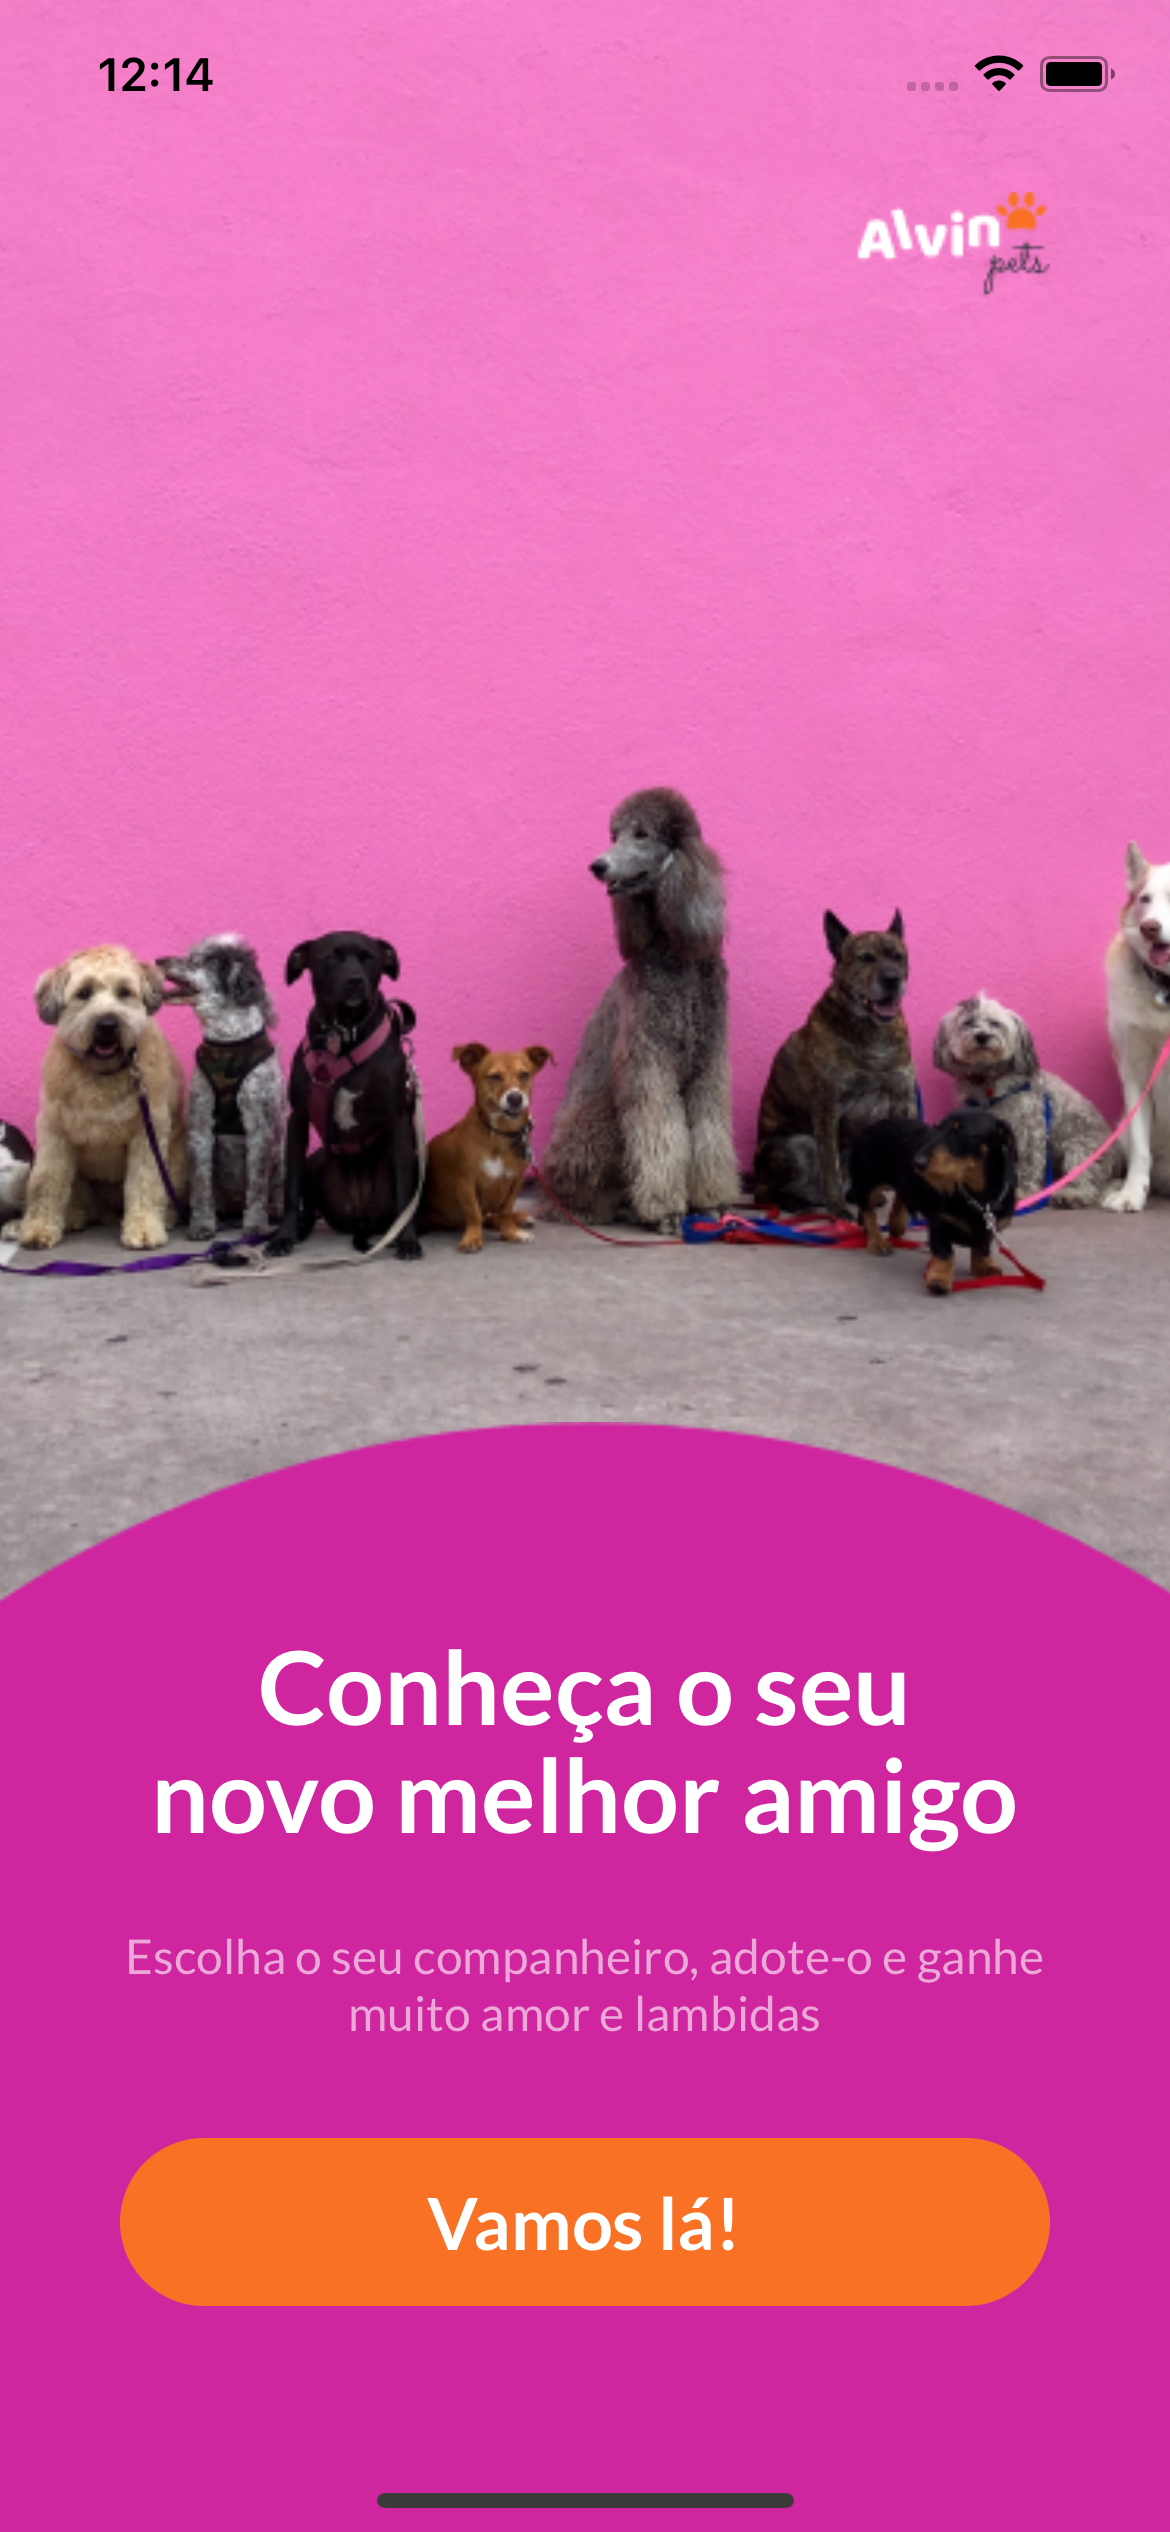 12:14
Alvin
pets
Conheça o seu
novo melhor amigo
Escolha o seu companheiro, adote-o e ganhe
muito amor e lambidas
Vamos lá!